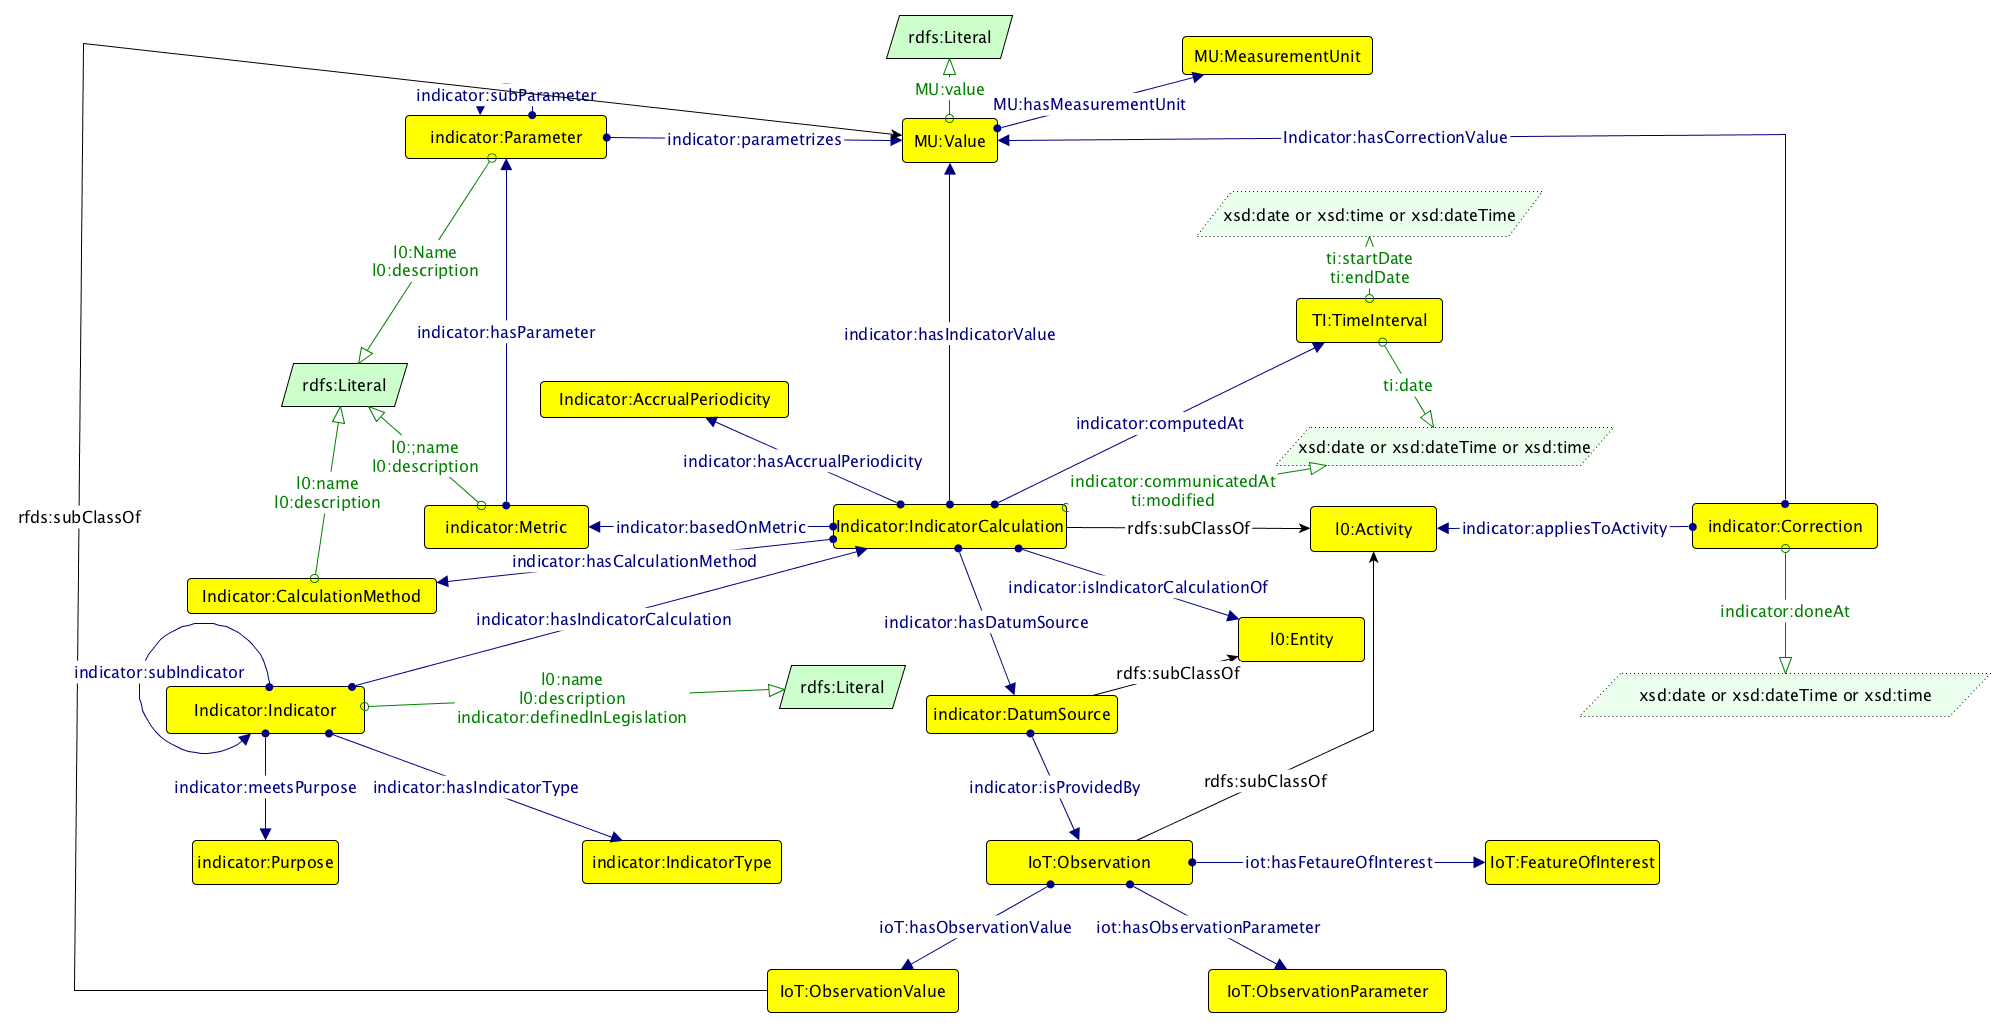 rdfs:Literal
MU:MeasurementUnit
MU:value
indicator:subParameter
MU:hasMeasurementUnit
indicator:Parameter
indicator:parametrizes
MU:Value
Indicator:hasCorrectionValue
xsd:date or xsd:time or xsd:dateTime
l0:Name
l0:description
ti:startDate
ti:endDate
TI:TimeInterval
indicator:hasParameter
indicator:hasIndicatorValue
rdfs:Literal
ti:date
Indicator:AccrualPeriodicity
indicator:computedAt
l0:;name
l0:description
xsd:date or xsd:dateTime or xsd:time
indicator:hasAccrualPeriodicity
l0:name
l0:description
indicator:communicatedAt
ti:modified
rfds:subClassOf
indicator:Metric
indicator:basedOnMetric
Indicator:IndicatorCalculation
rdfs:subClassOf
l0:Activity
indicator:appliesToActivity
indicator:Correction
indicator:hasCalculationMethod
Indicator:CalculationMethod
indicator:isIndicatorCalculationOf
indicator:hasIndicatorCalculation
indicator:hasDatumSource
indicator:doneAt
l0:Entity
indicator:subIndicator
l0:name
l0:description
indicator:definedInLegislation
rdfs:Literal
rdfs:subClassOf
xsd:date or xsd:dateTime or xsd:time
Indicator:Indicator
indicator:DatumSource
indicator:meetsPurpose
indicator:hasIndicatorType
indicator:isProvidedBy
rdfs:subClassOf
indicator:Purpose
indicator:IndicatorType
IoT:Observation
iot:hasFetaureOfInterest
IoT:FeatureOfInterest
ioT:hasObservationValue
iot:hasObservationParameter
IoT:ObservationValue
IoT:ObservationParameter